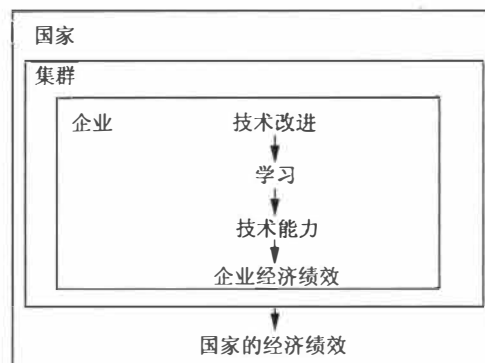 国家
集群
企业 技术改进
学习
技术能力
企业经济绩效
国家的经济绩效